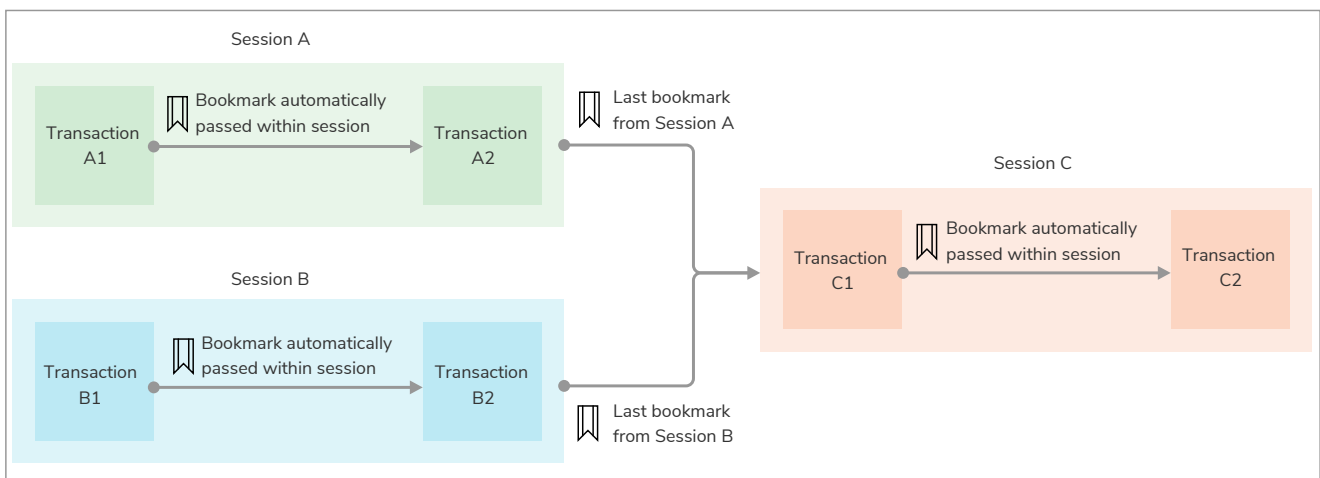 Session A
Transaction
A1
Bookmark automatically
passed within session
Transaction
A2
Last bookmark
from Session A
Session B
Transaction
B1
Bookmark automatically
passed within session
Transaction
B2
Last bookmark
from Session B
Session C
Transaction
C1
Bookmark automatically
passed within session
Transaction
C2